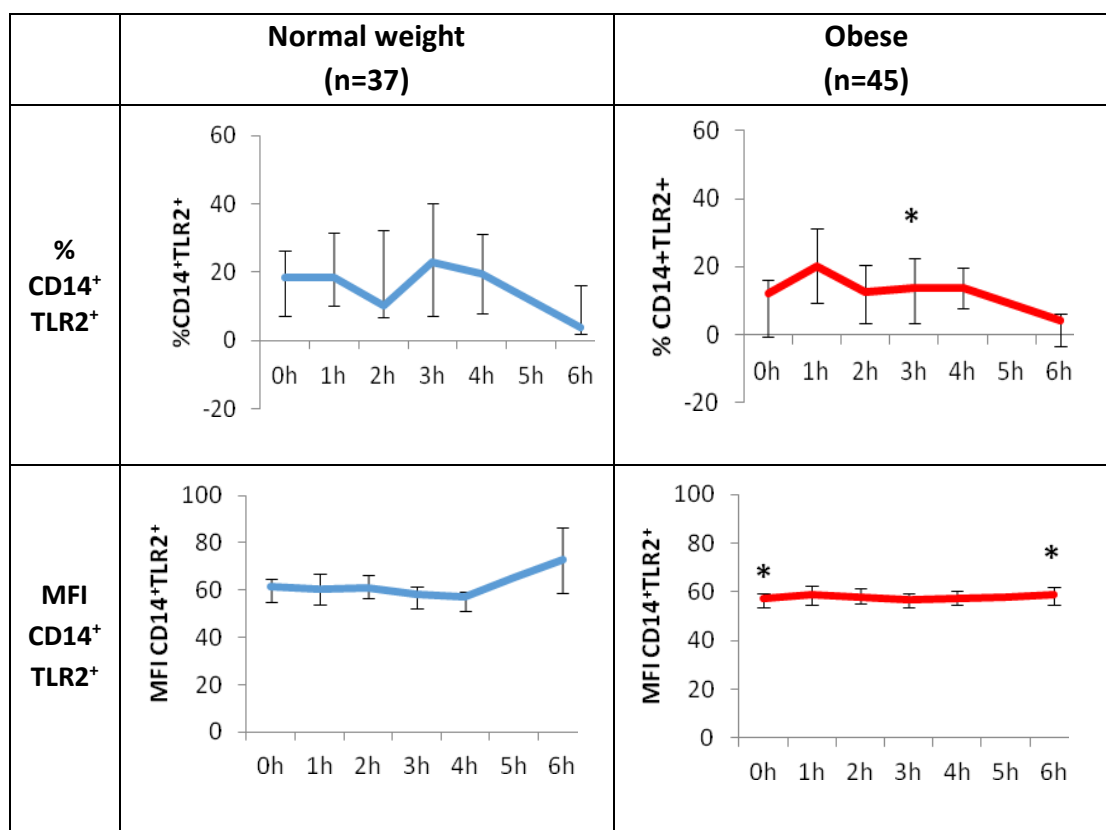 Normal weight
(n=37)
Obese
(n=45)
%
CD14⁺
TLR2⁺
%CD14⁺TLR2⁺
60
40
20
0
-20
0h 1h 2h 3h 4h 5h 6h
% CD14+TLR2+
60
40
20
0
-20
*
0h 1h 2h 3h 4h 5h 6h
MFI
CD14⁺
TLR2⁺
MFI CD14⁺TLR2⁺
100
80
60
40
20
0
0h 1h 2h 3h 4h 5h 6h
MFI CD14⁺TLR2⁺
100
80
60
40
20
0
* *
0h 1h 2h 3h 4h 5h 6h